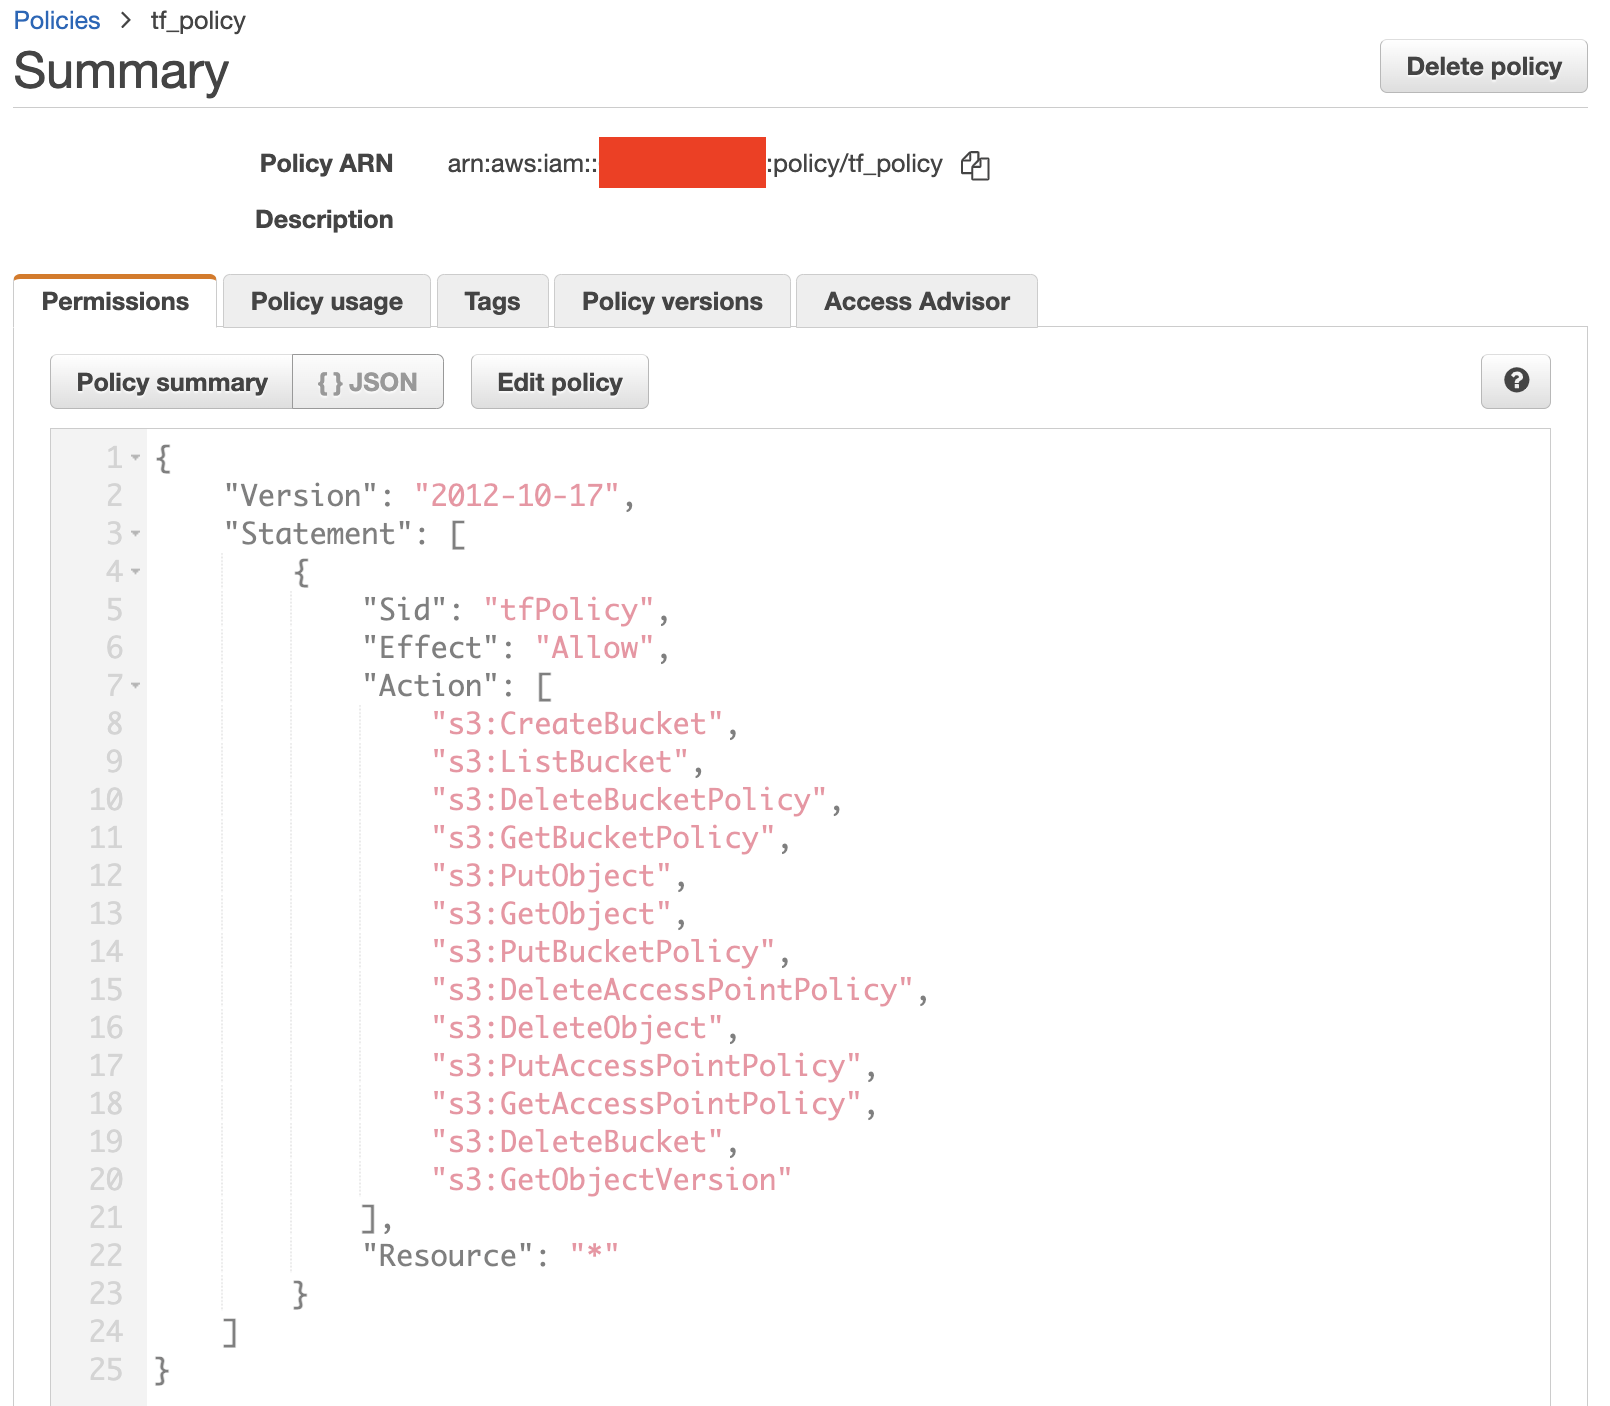 Policies > tf_policy
Summary
Delete policy
Policy ARN arn:aws:iam:: :policy/tf_policy
Description
Permissions Policy usage Tags Policy versions Access Advisor
Policy summary { } JSON Edit policy ?
1 {
2 "Version": "2012-10-17",
3 "Statement": [
4 {
5 "Sid": "tfPolicy",
6 "Effect": "Allow",
7 "Action": [
8 "s3:CreateBucket",
9 "s3:ListBucket",
10 "s3:DeleteBucketPolicy",
11 "s3:GetBucketPolicy",
12 "s3:PutObject",
13 "s3:GetObject",
14 "s3:PutBucketPolicy",
15 "s3:DeleteAccessPointPolicy",
16 "s3:DeleteObject",
17 "s3:PutAccessPointPolicy",
18 "s3:GetAccessPointPolicy",
19 "s3:DeleteBucket",
20 "s3:GetObjectVersion"
21 ],
22 "Resource": "*"
23 }
24 ]
25 }